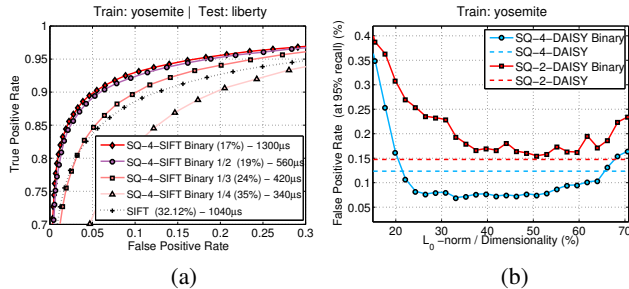 Train: yosemite | Test: liberty
True Positive Rate
1
0.95
0.9
0.85
0.8
0.75
0.7
SQ-4-SIFT Binary (17%) - 1300µs
SQ-4-SIFT Binary 1/2 (19%) - 560µs
SQ-4-SIFT Binary 1/3 (24%) - 420µs
SQ-4-SIFT Binary 1/4 (35%) - 340µs
SIFT (32.12%) - 1040µs
0 0.05 0.1 0.15 0.2 0.25 0.3
False Positive Rate
(a)
Train: yosemite
False Positive Rate (at 95% recall) (%)
0.4
0.35
0.3
0.25
0.2
0.15
0.1
0.05
SQ-4-DAISY Binary
SQ-4-DAISY
SQ-2-DAISY Binary
SQ-2-DAISY
20 30 40 50 60 70
L0-norm / Dimensionality (%)
(b)